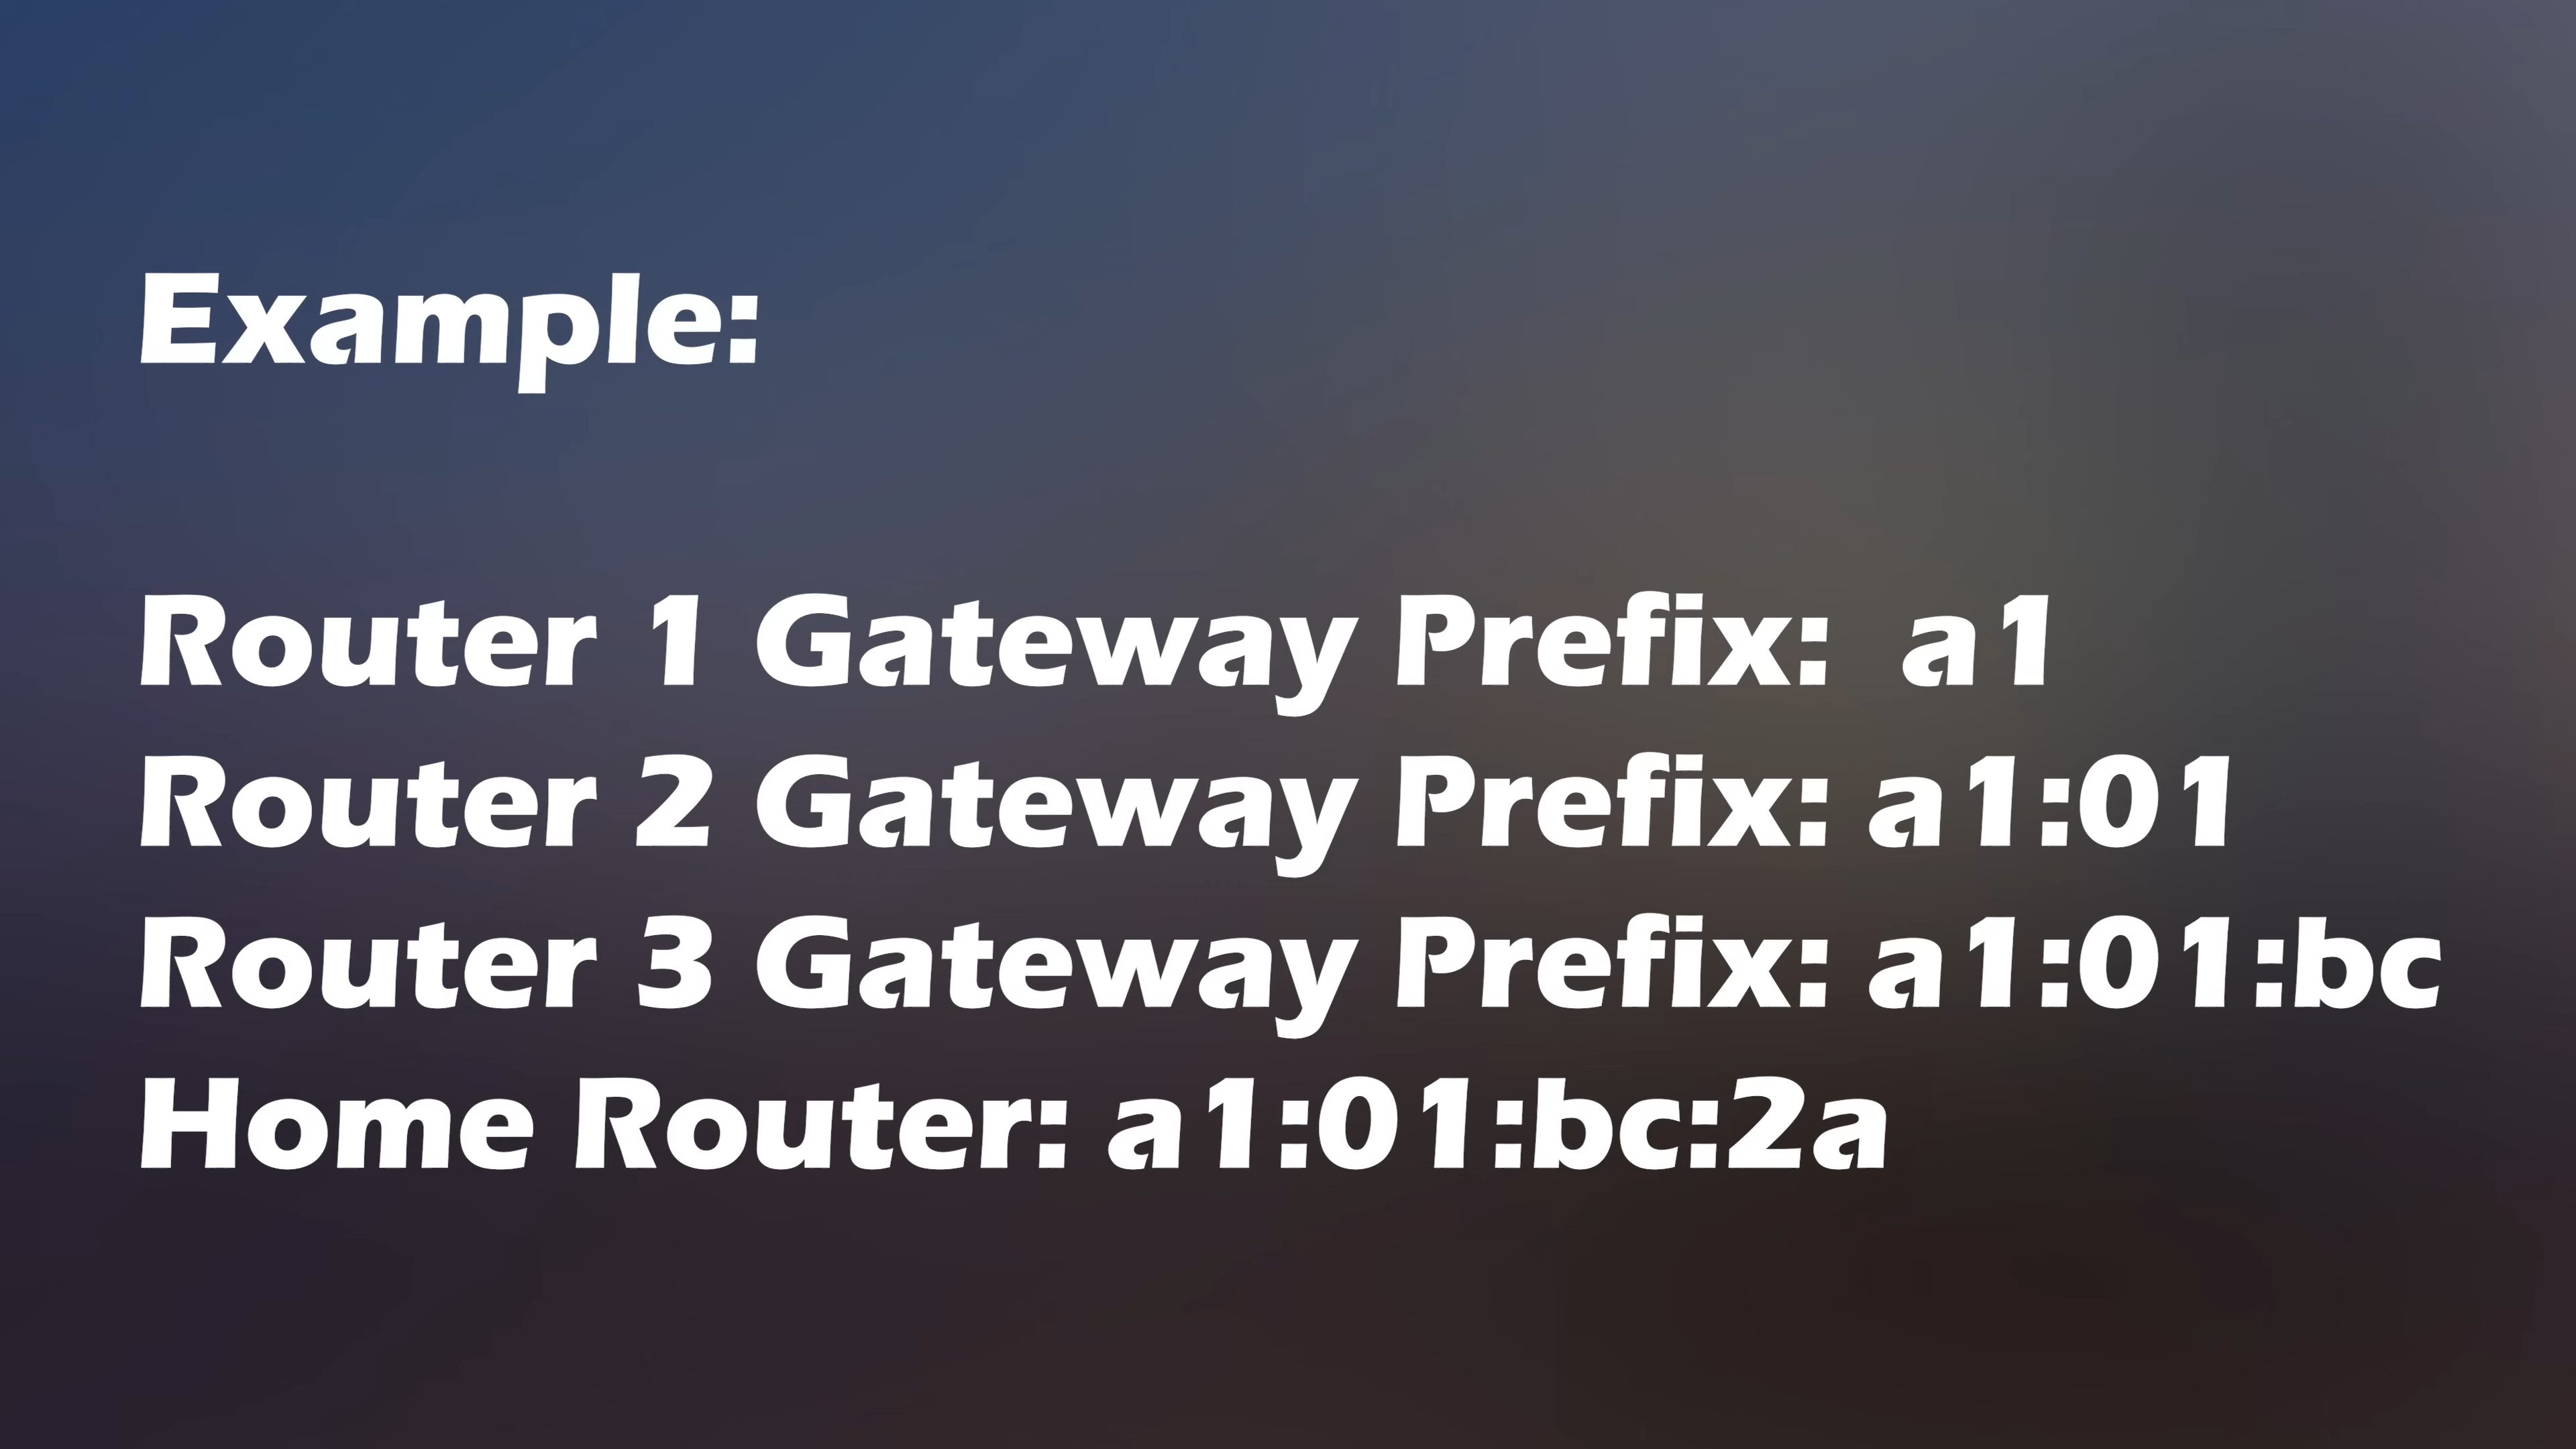 Example:
Router 1 Gateway Prefix:  a1
Router 2 Gateway Prefix: a1:01
Router 3 Gateway Prefix: a1:01:bc
Home Router: a1:01:bc:2a